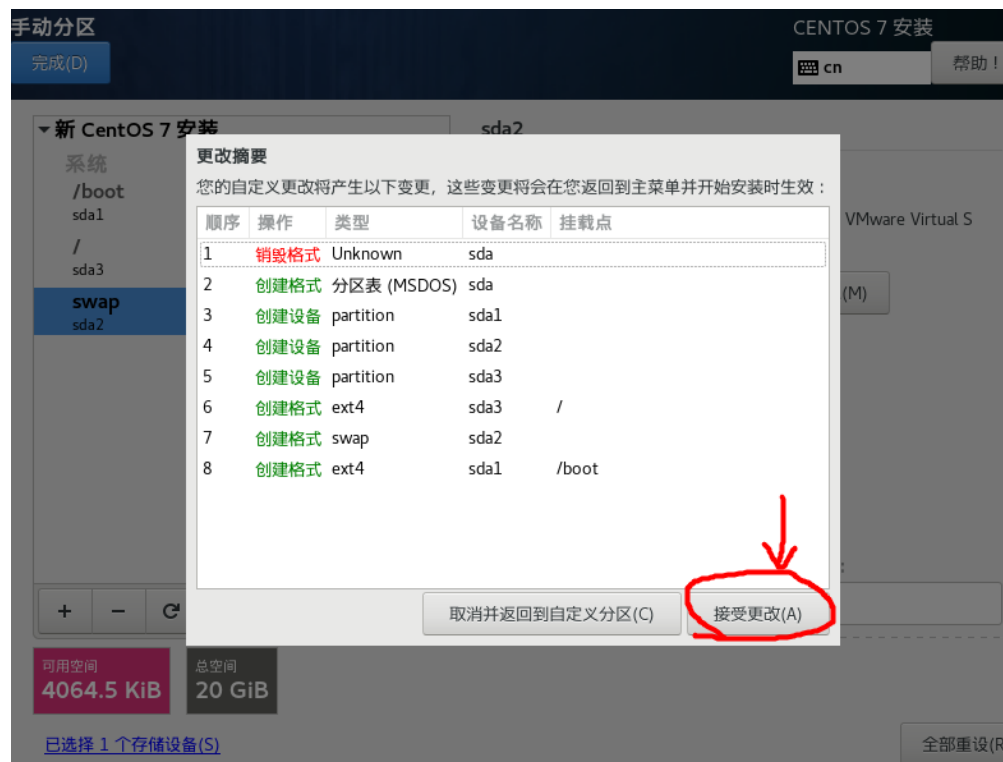 手动分区
CENTOS 7 安装
完成(D)
cn
帮助！
新 CentOS 7 安装
sda2
系统
/boot
sda1
/
sda3
swap
sda2
VMware Virtual S
(M)
更改摘要
您的自定义更改将产生以下变更，这些变更将会在您返回到主菜单并开始安装时生效：
顺序 操作 类型 设备名称 挂载点
1 销毁格式 Unknown sda
2 创建格式 分区表 (MSDOS) sda
3 创建设备 partition sda1
4 创建设备 partition sda2
5 创建设备 partition sda3
6 创建格式 ext4 sda3 /
7 创建格式 swap sda2
8 创建格式 ext4 sda1 /boot
取消并返回到自定义分区(C)
接受更改(A)
:
+ −
可用空间
4064.5 KiB
总空间
20 GiB
已选择 1 个存储设备(S)
全部重设(R